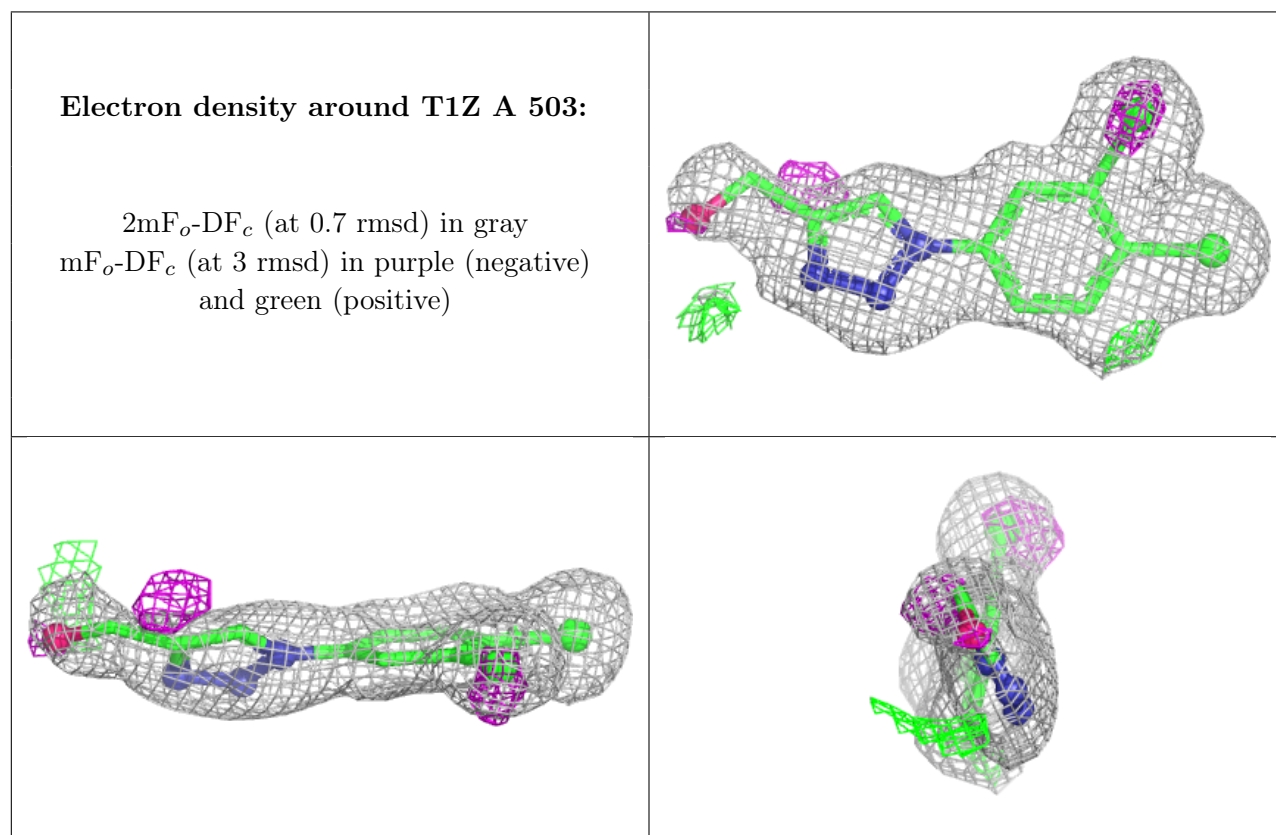 Electron density around T1Z A 503:
2mFₒ-DF𝒸 (at 0.7 rmsd) in gray
mFₒ-DF𝒸 (at 3 rmsd) in purple (negative)
and green (positive)